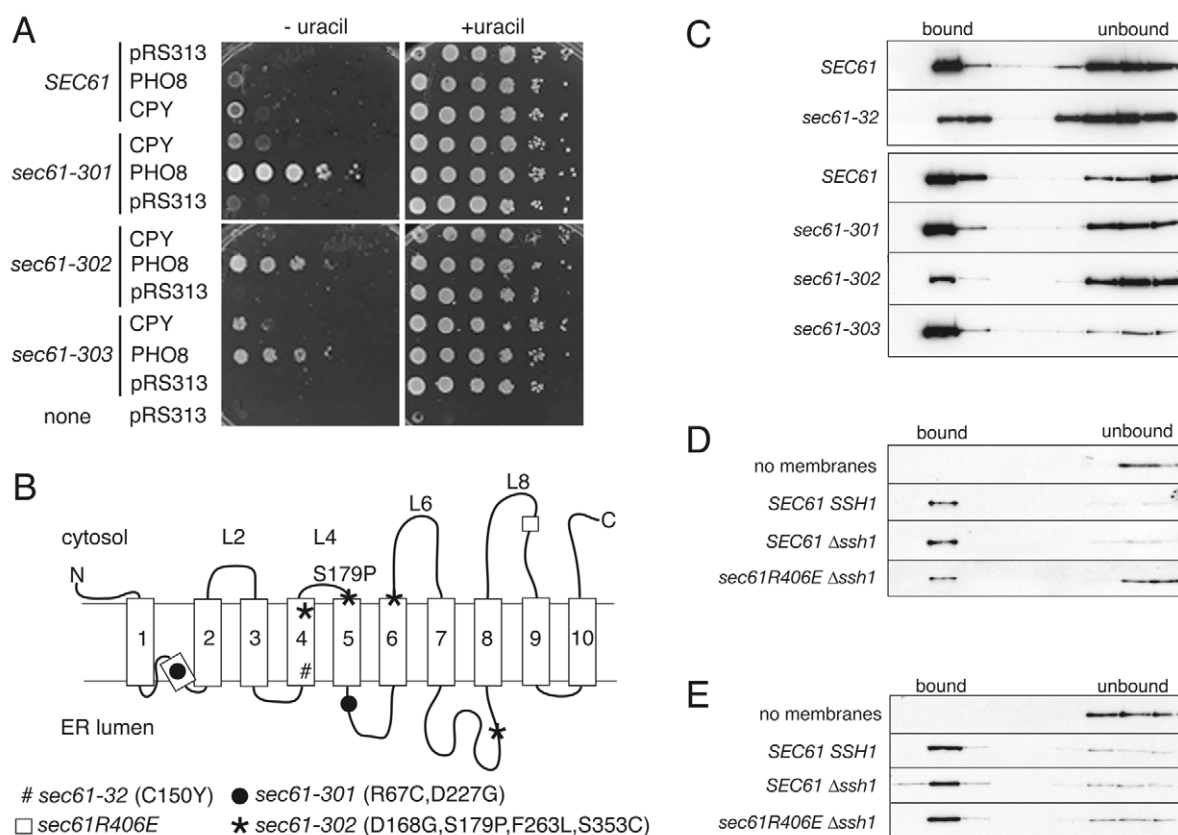 A
- uracil +uracil
SEC61
pRS313
PHO8
CPY
sec61-301
CPY
PHO8
pRS313
sec61-302
CPY
PHO8
pRS313
sec61-303
CPY
PHO8
pRS313
none pRS313
B
cytosol
N
L2
L4
S179P
L6
L8
C
1 2 3 4 5 6 7 8 9 10
#
ER lumen
# sec61-32 (C150Y)
sec61R406E
sec61-301 (R67C,D227G)
* sec61-302 (D168G,S179P,F263L,S353C)
C
bound unbound
SEC61
sec61-32
SEC61
sec61-301
sec61-302
sec61-303
D
bound unbound
no membranes
SEC61 SSH1
SEC61 Δssh1
sec61R406E Δssh1
E
bound unbound
no membranes
SEC61 SSH1
SEC61 Δssh1
sec61R406E Δssh1